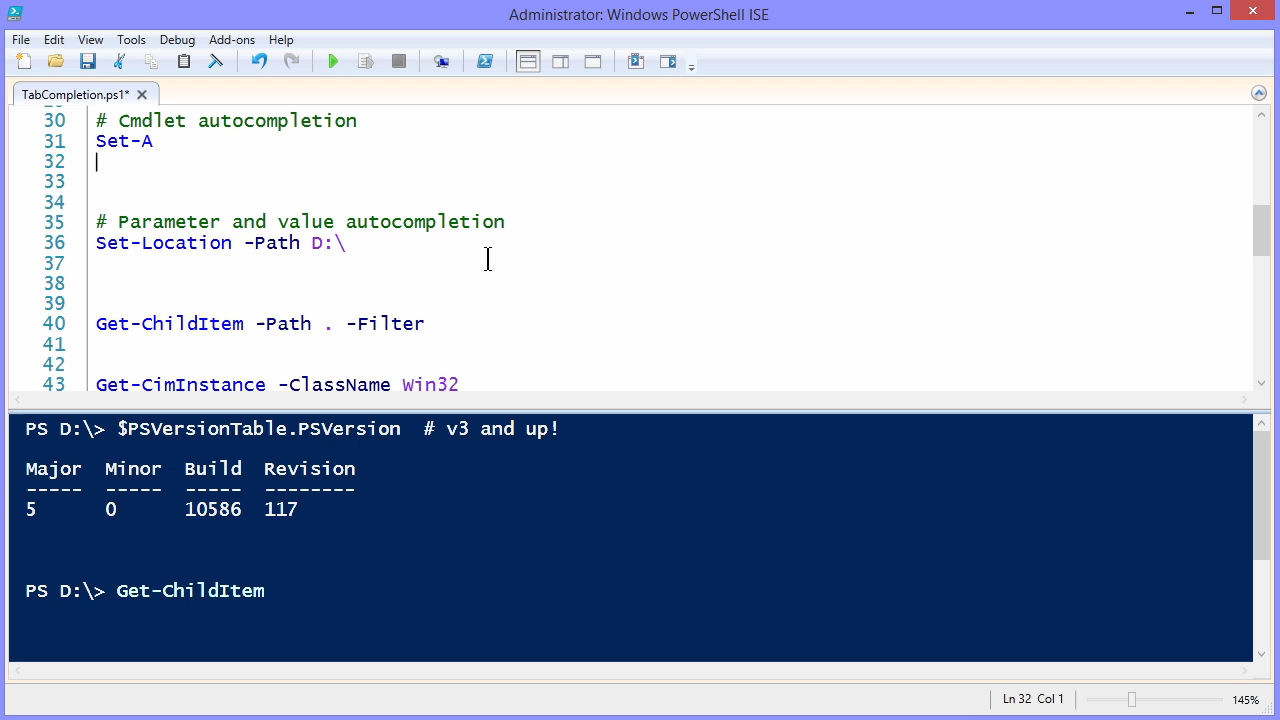 Administrator: Windows PowerShell ISE
File Edit View Tools Debug Add-ons Help
TabCompletion.ps1*
30 # Cmdlet autocompletion
31 Set-A
32
33
34
35 # Parameter and value autocompletion
36 Set-Location -Path D:\
37
38
39
40 Get-ChildItem -Path . -Filter
41
42
43 Get-CimInstance -ClassName Win32
PS D:\> $PSVersionTable.PSVersion # v3 and up!
Major Minor Build Revision
----- ----- ----- --------
5 0 10586 117
PS D:\> Get-ChildItem
Ln 32 Col 1 145%